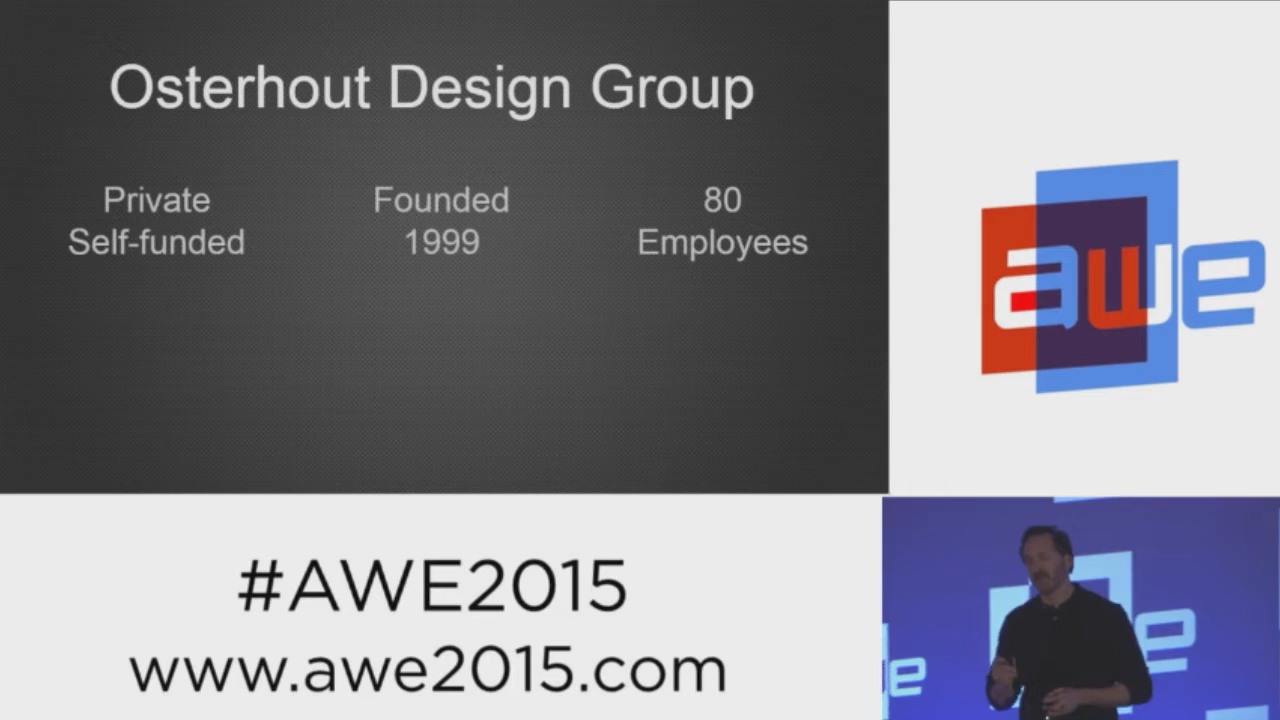 Osterhout Design Group
Private
Self-funded
Founded
1999
80
Employees
awe
#AWE2015
www.awe2015.com
e
e